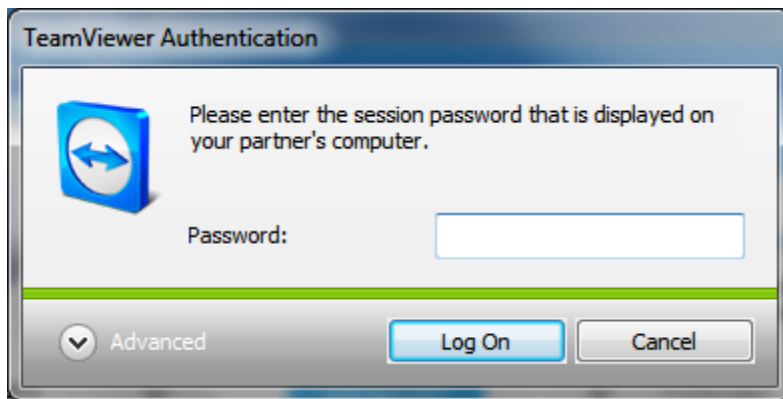 TeamViewer Authentication
Please enter the session password that is displayed on
your partner's computer.
Password:
Advanced
Log On
Cancel